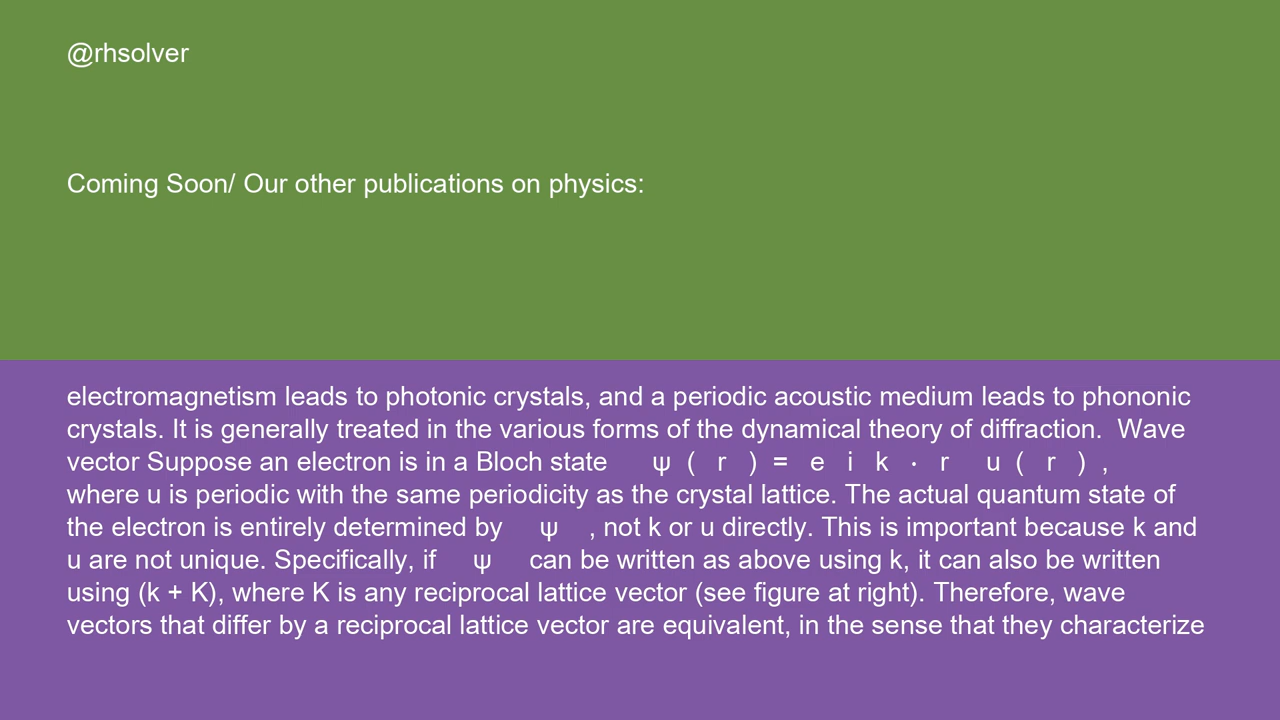 @rhsolver
Coming Soon/ Our other publications on physics:
electromagnetism leads to photonic crystals, and a periodic acoustic medium leads to phononic
crystals. It is generally treated in the various forms of the dynamical theory of diffraction.  Wave
vector Suppose an electron is in a Bloch state ψ ( r ) = e i k ⋅ r u ( r ) ,
where u is periodic with the same periodicity as the crystal lattice. The actual quantum state of
the electron is entirely determined by ψ , not k or u directly. This is important because k and
u are not unique. Specifically, if ψ can be written as above using k, it can also be written
using (k + K), where K is any reciprocal lattice vector (see figure at right). Therefore, wave
vectors that differ by a reciprocal lattice vector are equivalent, in the sense that they characterize